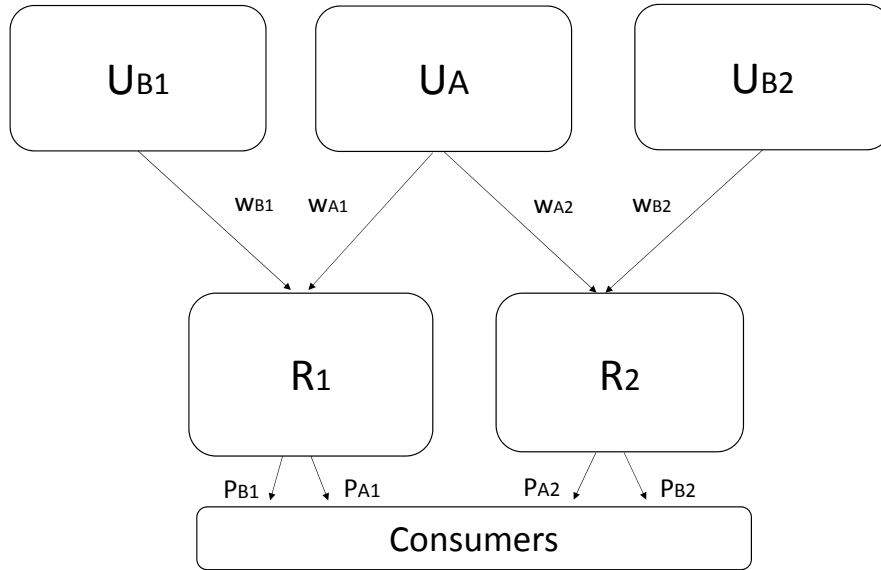 UB1 UA UB2
wB1 wA1 wA2 wB2
R1 R2
pB1 pA1 pA2 pB2
Consumers